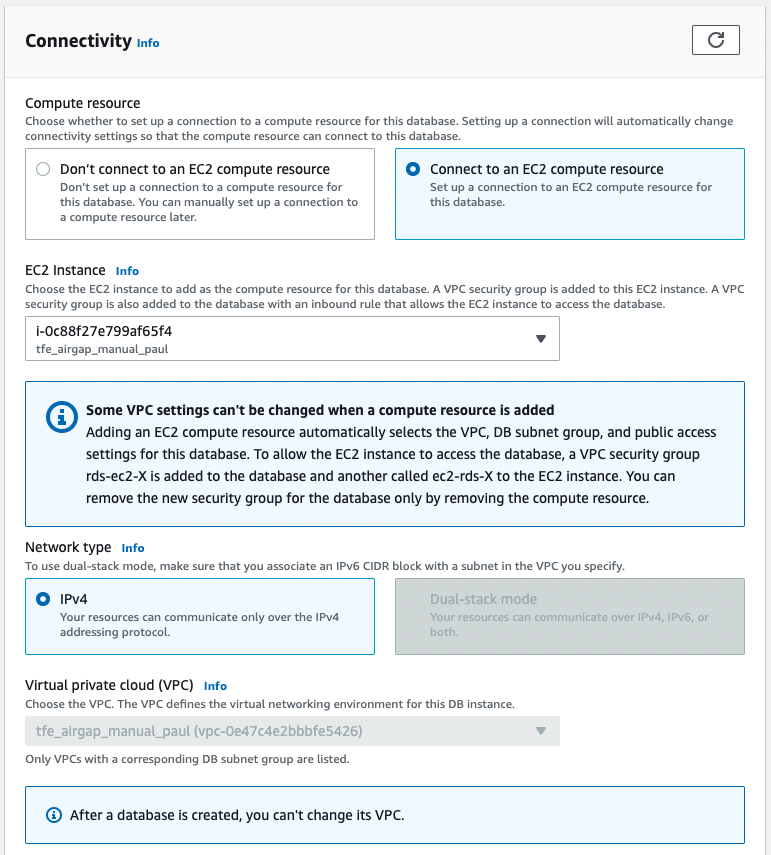 Connectivity Info
Compute resource
Choose whether to set up a connection to a compute resource for this database. Setting up a connection will automatically change
connectivity settings so that the compute resource can connect to this database.
Don't connect to an EC2 compute resource
Don't set up a connection to a compute resource for
this database. You can manually set up a connection to
a compute resource later.
Connect to an EC2 compute resource
Set up a connection to an EC2 compute resource for
this database.
EC2 Instance Info
Choose the EC2 instance to add as the compute resource for this database. A VPC security group is added to this EC2 instance. A VPC
security group is also added to the database with an inbound rule that allows the EC2 instance to access the database.
i-0c88f27e799af65f4
tfe_airgap_manual_paul
Some VPC settings can't be changed when a compute resource is added
Adding an EC2 compute resource automatically selects the VPC, DB subnet group, and public access
settings for this database. To allow the EC2 instance to access the database, a VPC security group
rds-ec2-X is added to the database and another called ec2-rds-X to the EC2 instance. You can
remove the new security group for the database only by removing the compute resource.
Network type Info
To use dual-stack mode, make sure that you associate an IPv6 CIDR block with a subnet in the VPC you specify.
IPv4
Your resources can communicate only over the IPv4
addressing protocol.
Dual-stack mode
Your resources can communicate over IPv4, IPv6, or
both.
Virtual private cloud (VPC) Info
Choose the VPC. The VPC defines the virtual networking environment for this DB instance.
tfe_airgap_manual_paul (vpc-0e47c4e2bbbfe5426)
Only VPCs with a corresponding DB subnet group are listed.
After a database is created, you can't change its VPC.